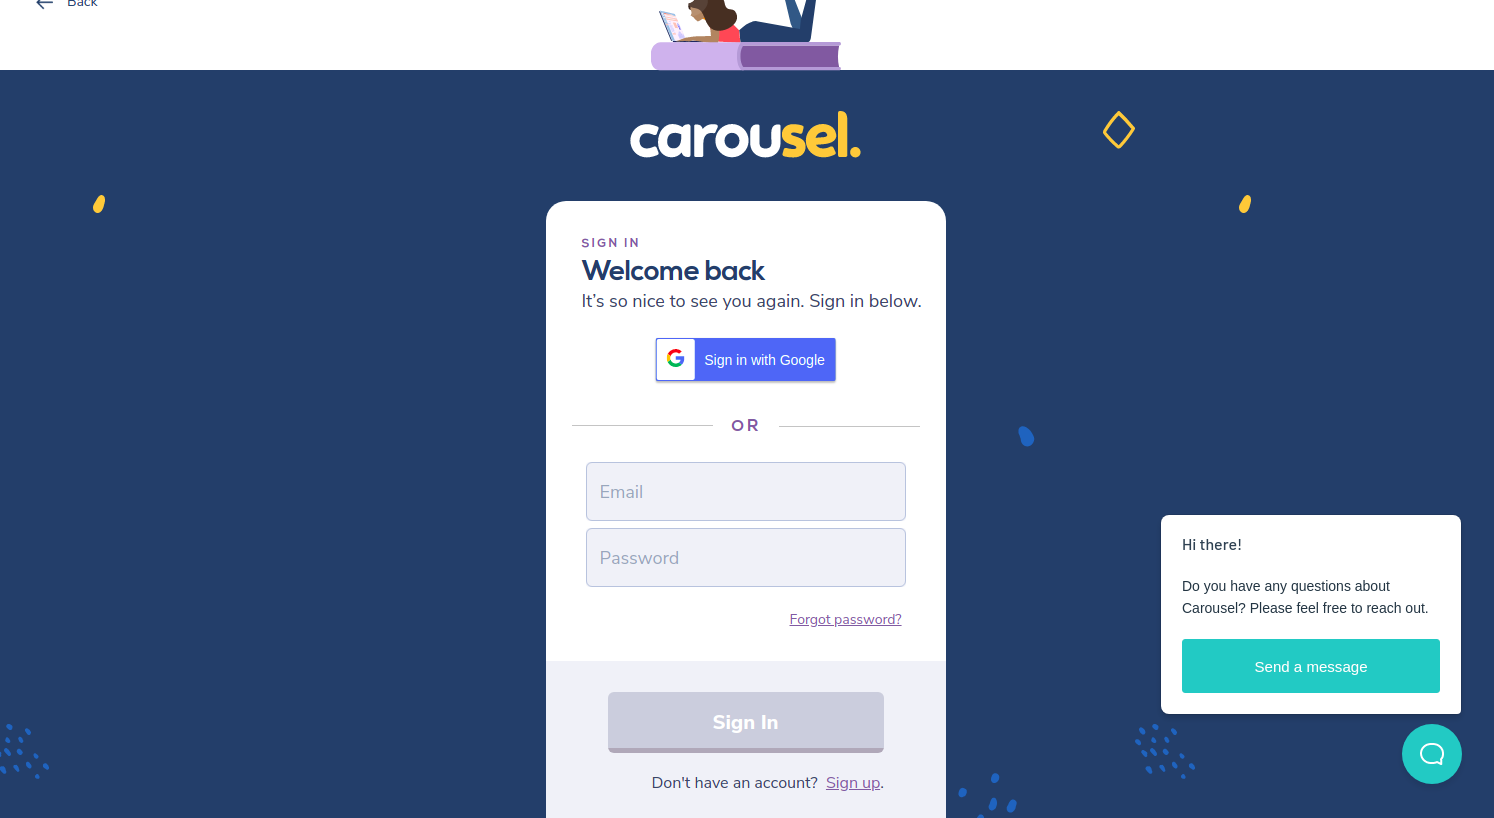 Back
carousel.
SIGN IN
Welcome back
It’s so nice to see you again. Sign in below.
Sign in with Google
OR
Email
Password
Forgot password?
Sign In
Don't have an account? Sign up.
Hi there!
Do you have any questions about
Carousel? Please feel free to reach out.
Send a message